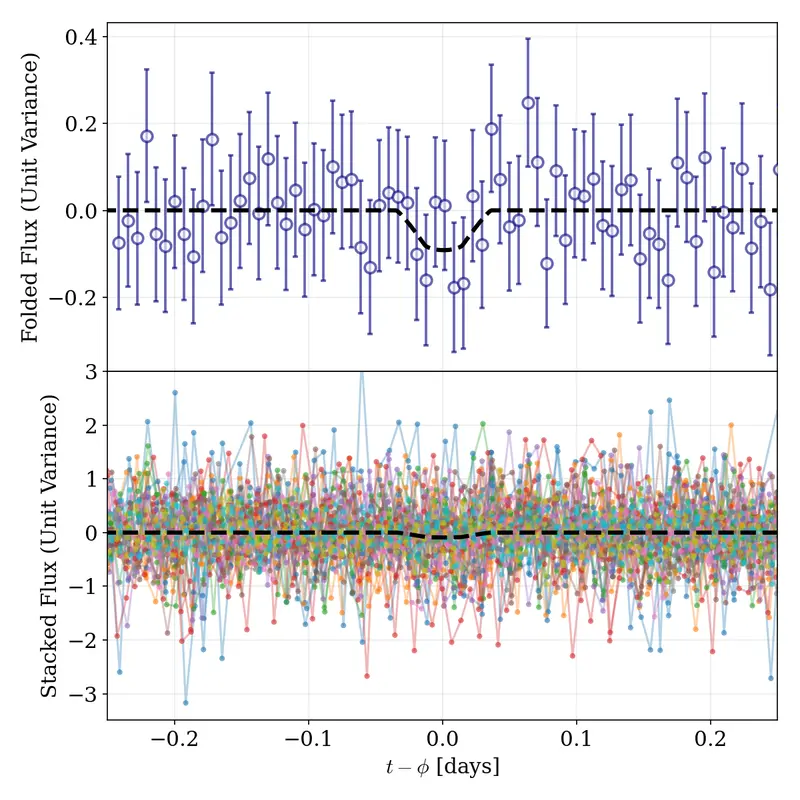 Folded Flux (Unit Variance)
0.4
0.2
0.0
−0.2
Stacked Flux (Unit Variance)
3
2
1
0
−1
−2
−3
−0.2 −0.1 0.0 0.1 0.2
t − ϕ [days]